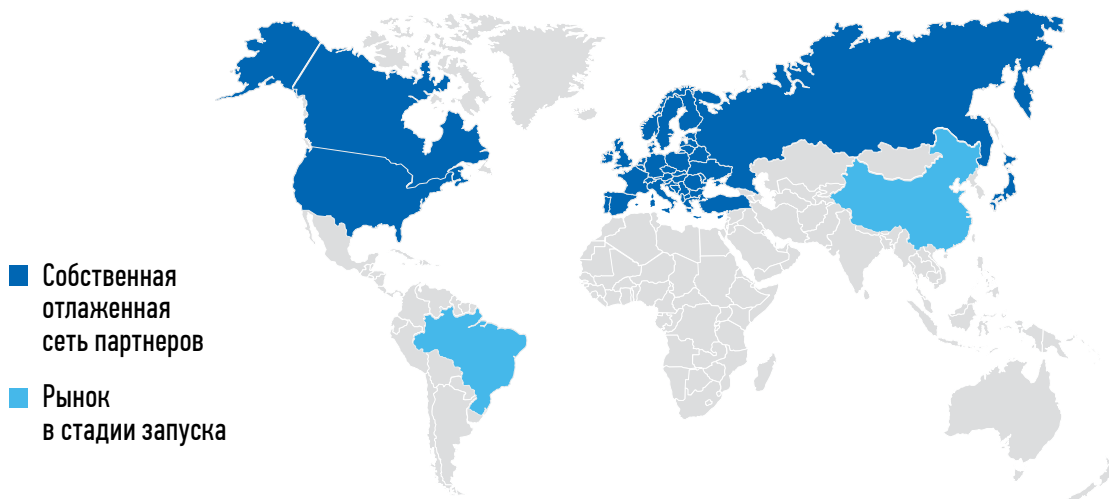 Собственная
отлаженная
сеть партнеров
Рынок
в стадии запуска